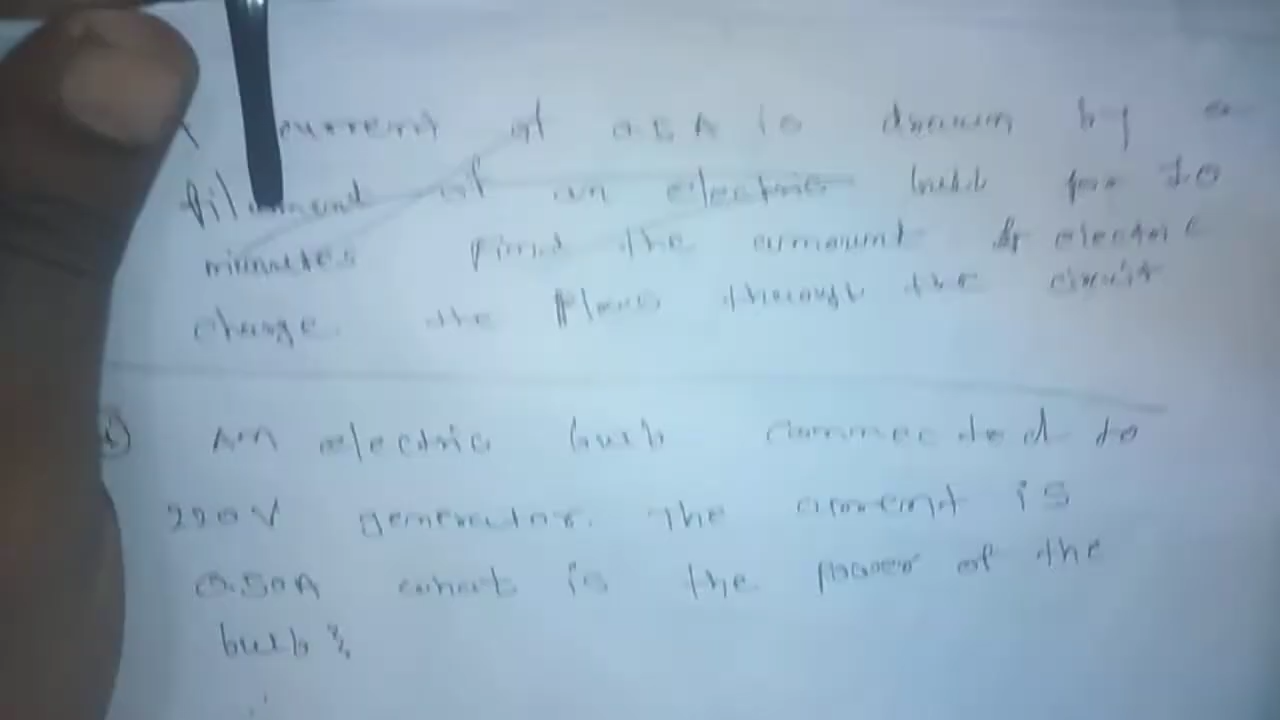 current of 0.5A is drawn by a
filament of an electric bulb for 10
minutes Find the amount of electric
charge. the flows through the circuit
An electric bulb connected to
220V generator. The current is
0.50A what is the power of the
bulb?